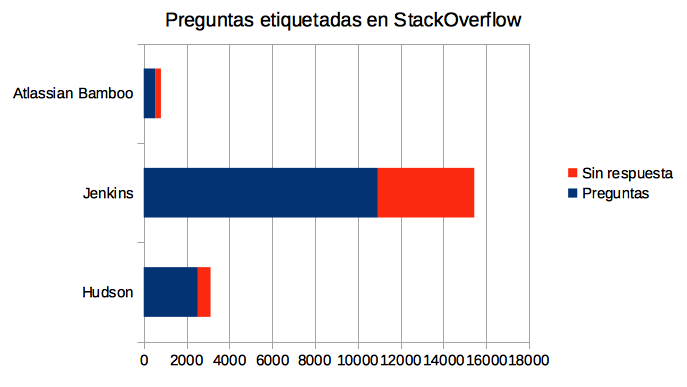 Preguntas etiquetadas en StackOverflow
Atlassian Bamboo
Jenkins
Hudson
Sin respuesta
Preguntas
0 2000 4000 6000 8000 10000 12000 14000 16000 18000